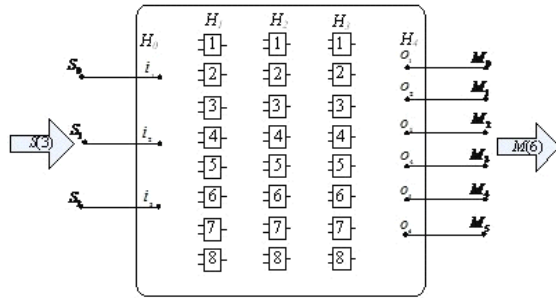 H₁ H₂ H₃
H₀ H₄
1 1 1
S₀ i₁ 2 2 2 o₁ M₀
3 3 3 o₂ M₁
S(3) S₁ i₂ 4 4 4 o₃ M₂ M(6)
5 5 5 o₄ M₃
S₂ i₃ 6 6 6 o₅ M₄
7 7 7 o₆ M₅
8 8 8